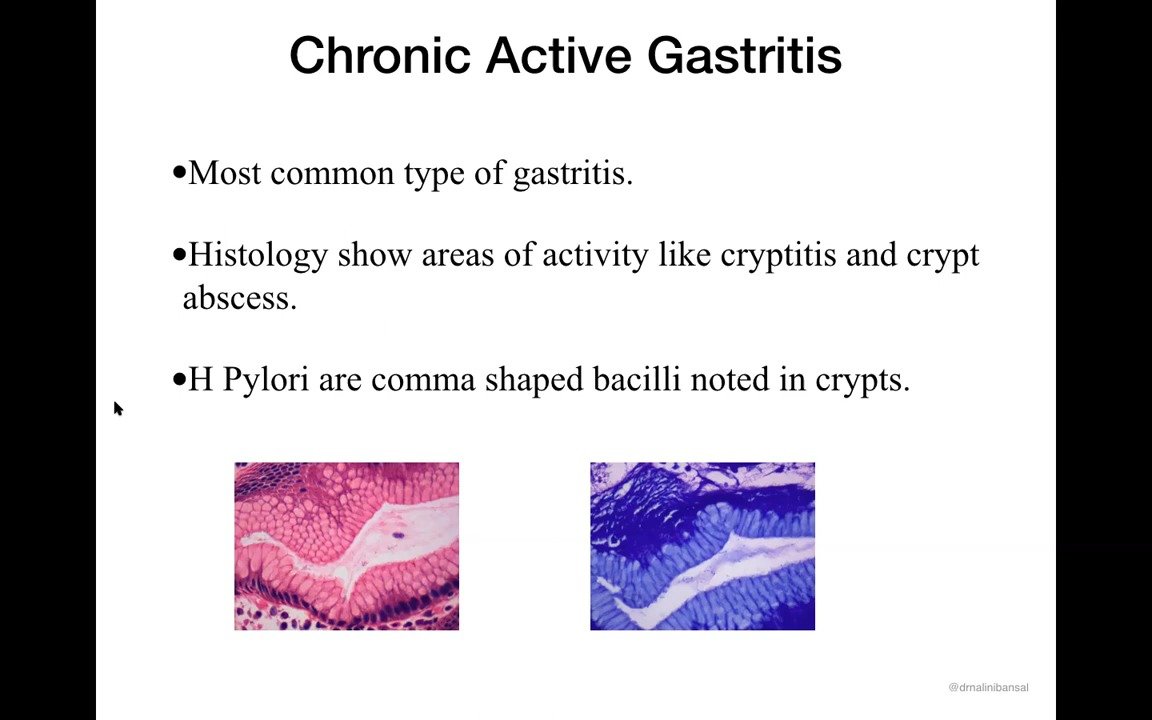 Chronic Active Gastritis
•Most common type of gastritis.
•Histology show areas of activity like cryptitis and crypt
abscess.
•H Pylori are comma shaped bacilli noted in crypts.
@drnalinibansal